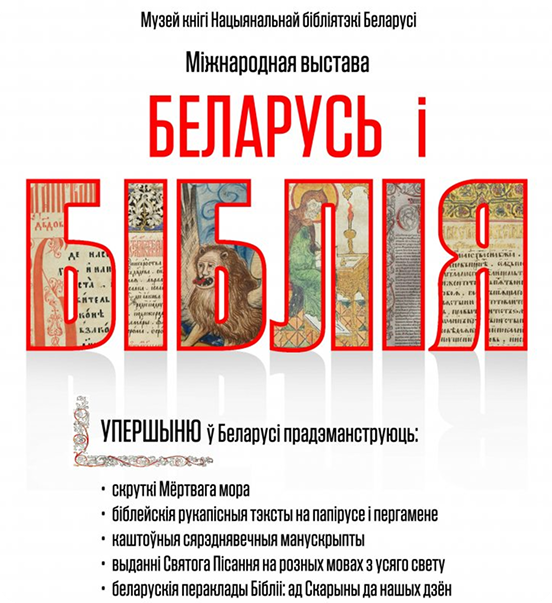 Музей кнігі Нацыянальнай бібліятэкі Беларусі
Міжнародная выстава
БЕЛАРУСЬ і
БІБЛІЯ
УПЕРШЫНЮ ў Беларусі прадэманструюць:
• скруткі Мёртвага мора
• біблейскія рукапісныя тэксты на папірусе і пергамене
• каштоўныя сярэднявечныя манускрыпты
• выданні Святога Пісання на розных мовах з усяго свету
• беларускія пераклады Бібліі: ад Скарыны да нашых дзён